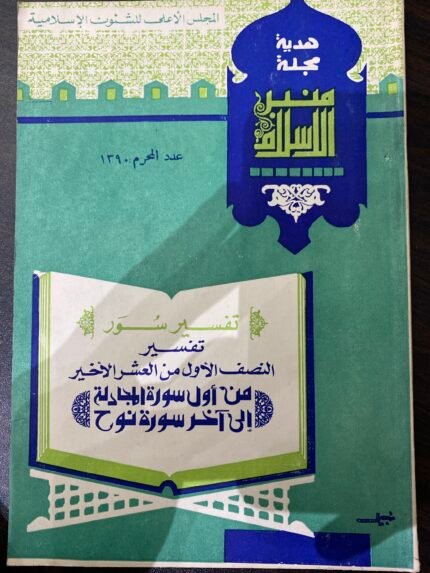 المجلس الأعلى للشئون الإسلامية
هدية
مجلة
منبر
الاسلام
عدد المحرم ١٣٩٠
تفسير سور
تفسير
النصف الأول من العشر الأخير
من أول سورة المجادلة
إلى آخر سورة نوح